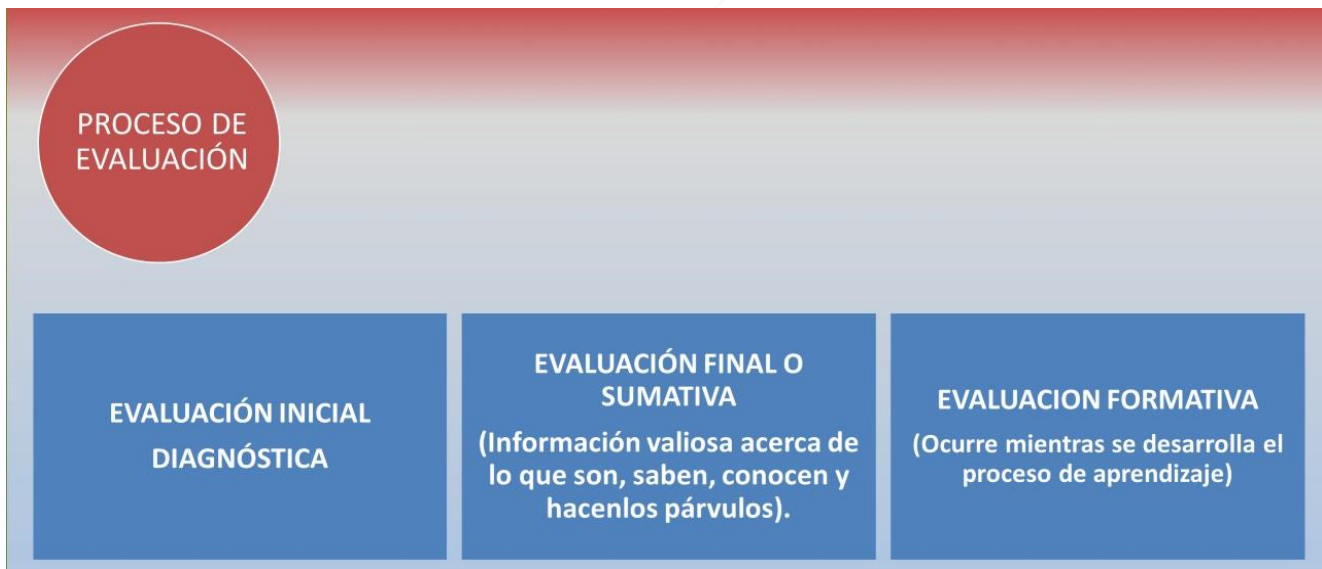 PROCESO DE
EVALUACIÓN
EVALUACIÓN INICIAL
DIAGNÓSTICA
EVALUACIÓN FINAL O
SUMATIVA
(Información valiosa acerca de
lo que son, saben, conocen y
hacenlos párvulos).
EVALUACION FORMATIVA
(Ocurre mientras se desarrolla el
proceso de aprendizaje)